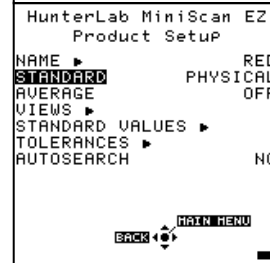 HunterLab MiniScan EZ
Product Setup
NAME ▶ RED
STANDARD PHYSICAL
AVERAGE OFF
VIEWS ▶
STANDARD VALUES ▶
TOLERANCES ▶
AUTOSEARCH NO
MAIN MENU
BACK